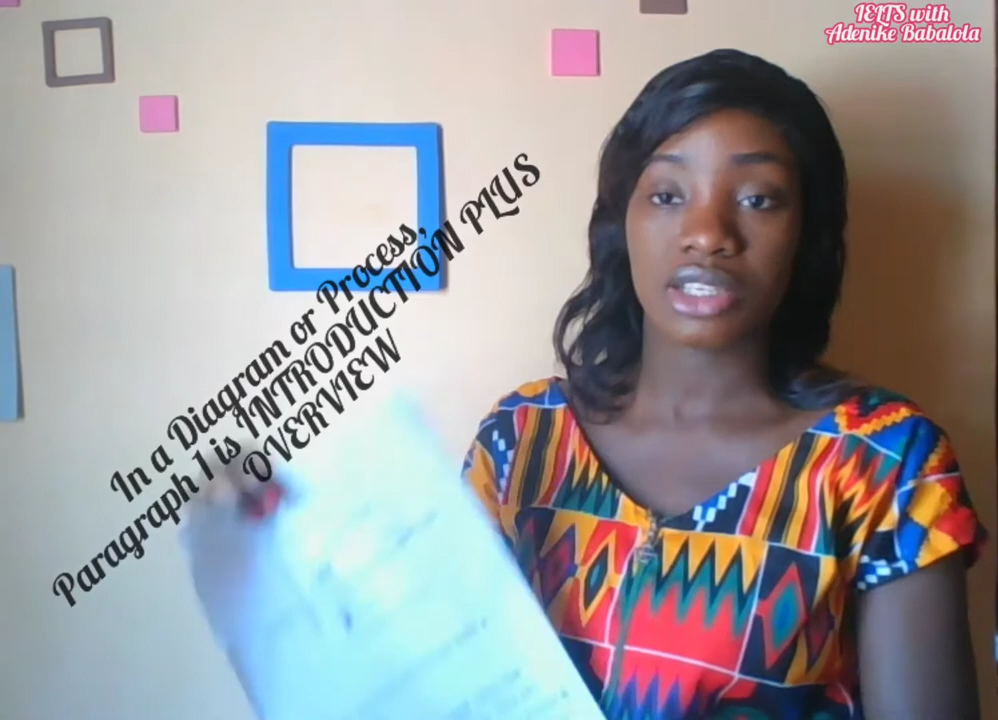 IELTS with
Adenike Babalola
In a Diagram or Process,
Paragraph 1 is INTRODUCTION PLUS
OVERVIEW